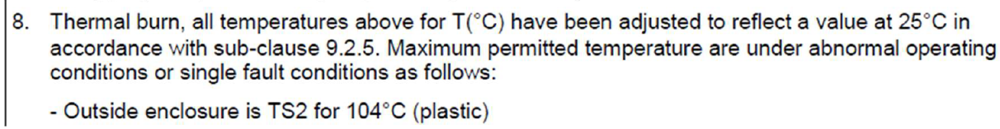 8. Thermal burn, all temperatures above for T(°C) have been adjusted to reflect a value at 25°C in
accordance with sub-clause 9.2.5. Maximum permitted temperature are under abnormal operating
conditions or single fault conditions as follows:
- Outside enclosure is TS2 for 104°C (plastic)